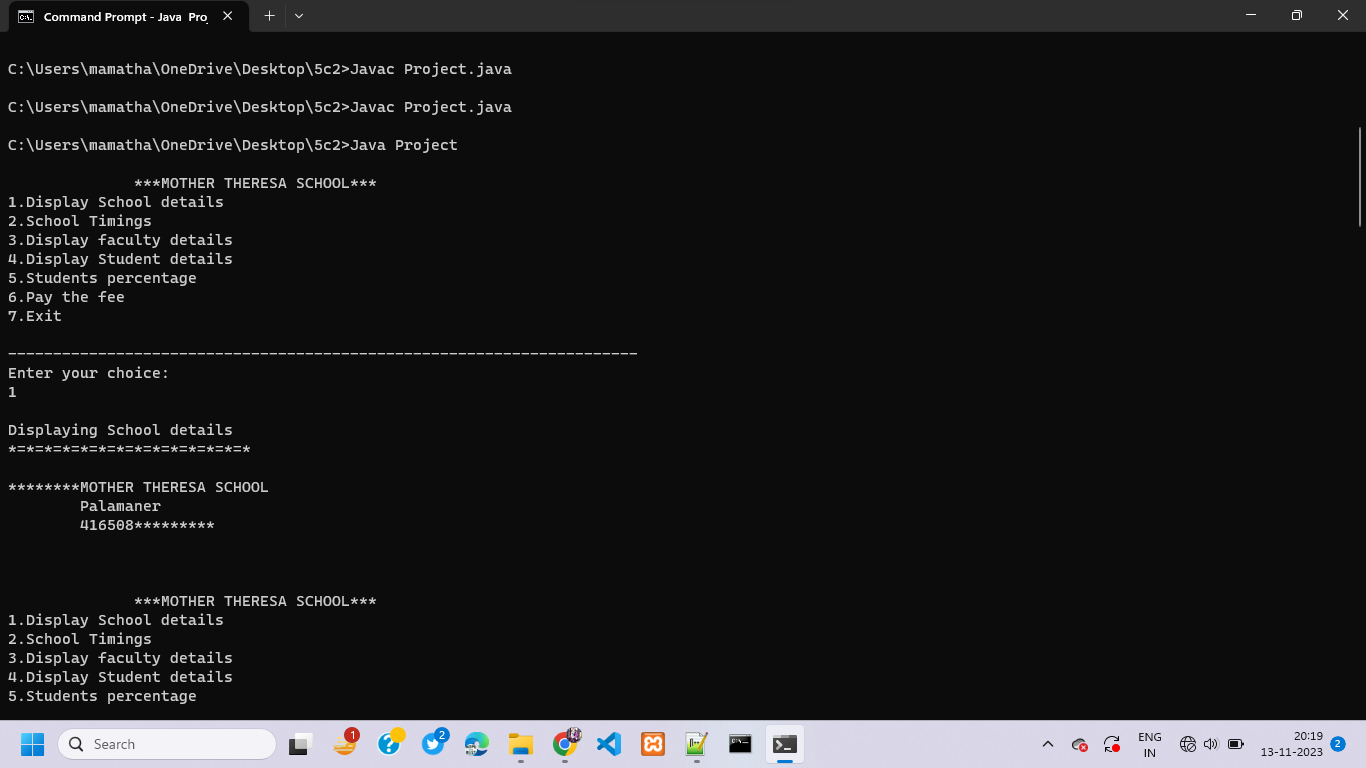 Command Prompt - Java Pro
C:\Users\mamatha\OneDrive\Desktop\5c2>Javac Project.java
C:\Users\mamatha\OneDrive\Desktop\5c2>Javac Project.java
C:\Users\mamatha\OneDrive\Desktop\5c2>Java Project
***MOTHER THERESA SCHOOL***
1.Display School details
2.School Timings
3.Display faculty details
4.Display Student details
5.Students percentage
6.Pay the fee
7.Exit
----------------------------------------------------------------------
Enter your choice:
1
Displaying School details
*=*=*=*=*=*=*=*=*=*=*=*=*=*
********MOTHER THERESA SCHOOL
Palamaner
416508*********
***MOTHER THERESA SCHOOL***
1.Display School details
2.School Timings
3.Display faculty details
4.Display Student details
5.Students percentage
Search
1
2
ENG
IN
20:19
13-11-2023
2